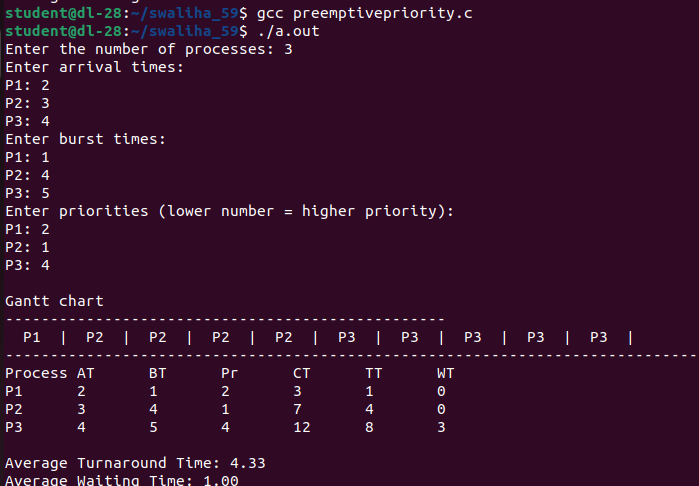 student@dl-28:~/swaliha_59$ gcc preemptivepriority.c
student@dl-28:~/swaliha_59$ ./a.out
Enter the number of processes: 3
Enter arrival times:
P1: 2
P2: 3
P3: 4
Enter burst times:
P1: 1
P2: 4
P3: 5
Enter priorities (lower number = higher priority):
P1: 2
P2: 1
P3: 4
Gantt chart
-------------------------------------------------
P1 | P2 | P2 | P2 | P2 | P3 | P3 | P3 | P3 | P3 |
-----------------------------------------------------------------------------
Process AT BT Pr CT TT WT
P1 2 1 2 3 1 0
P2 3 4 1 7 4 0
P3 4 5 4 12 8 3
Average Turnaround Time: 4.33
Average Waiting Time: 1.00